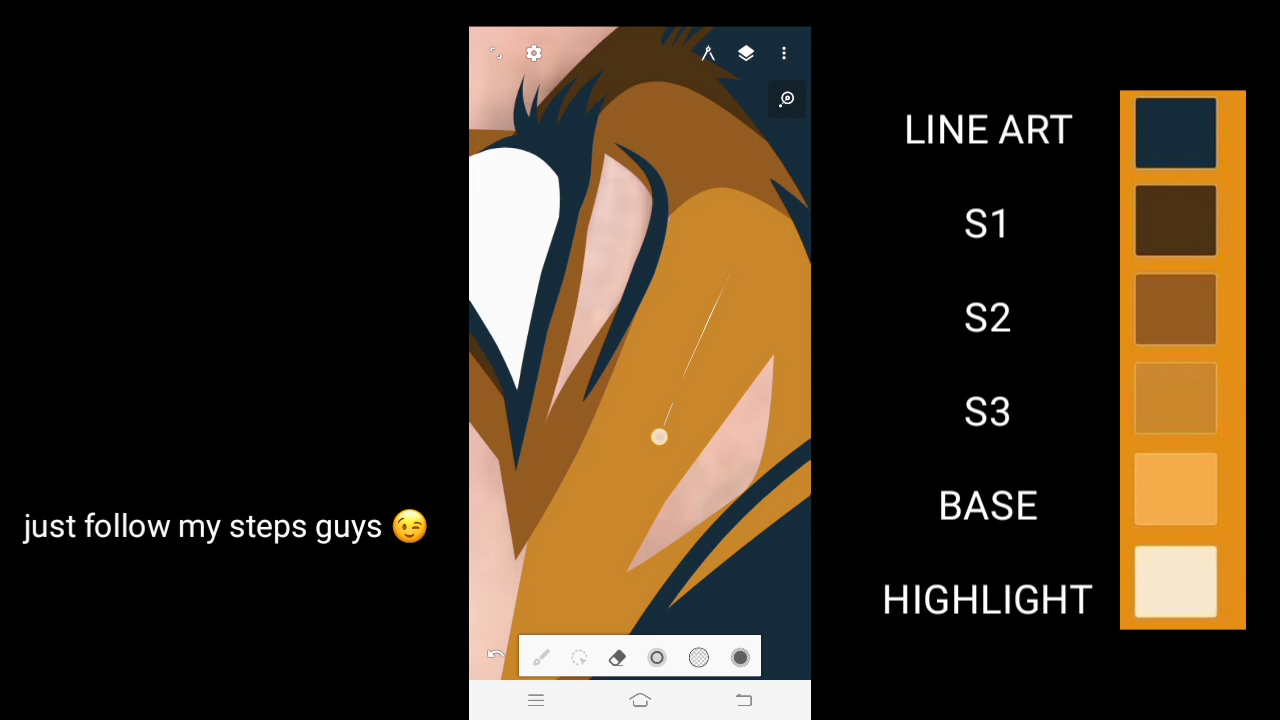 LINE ART
S1
S2
S3
BASE
HIGHLIGHT
just follow my steps guys 😉